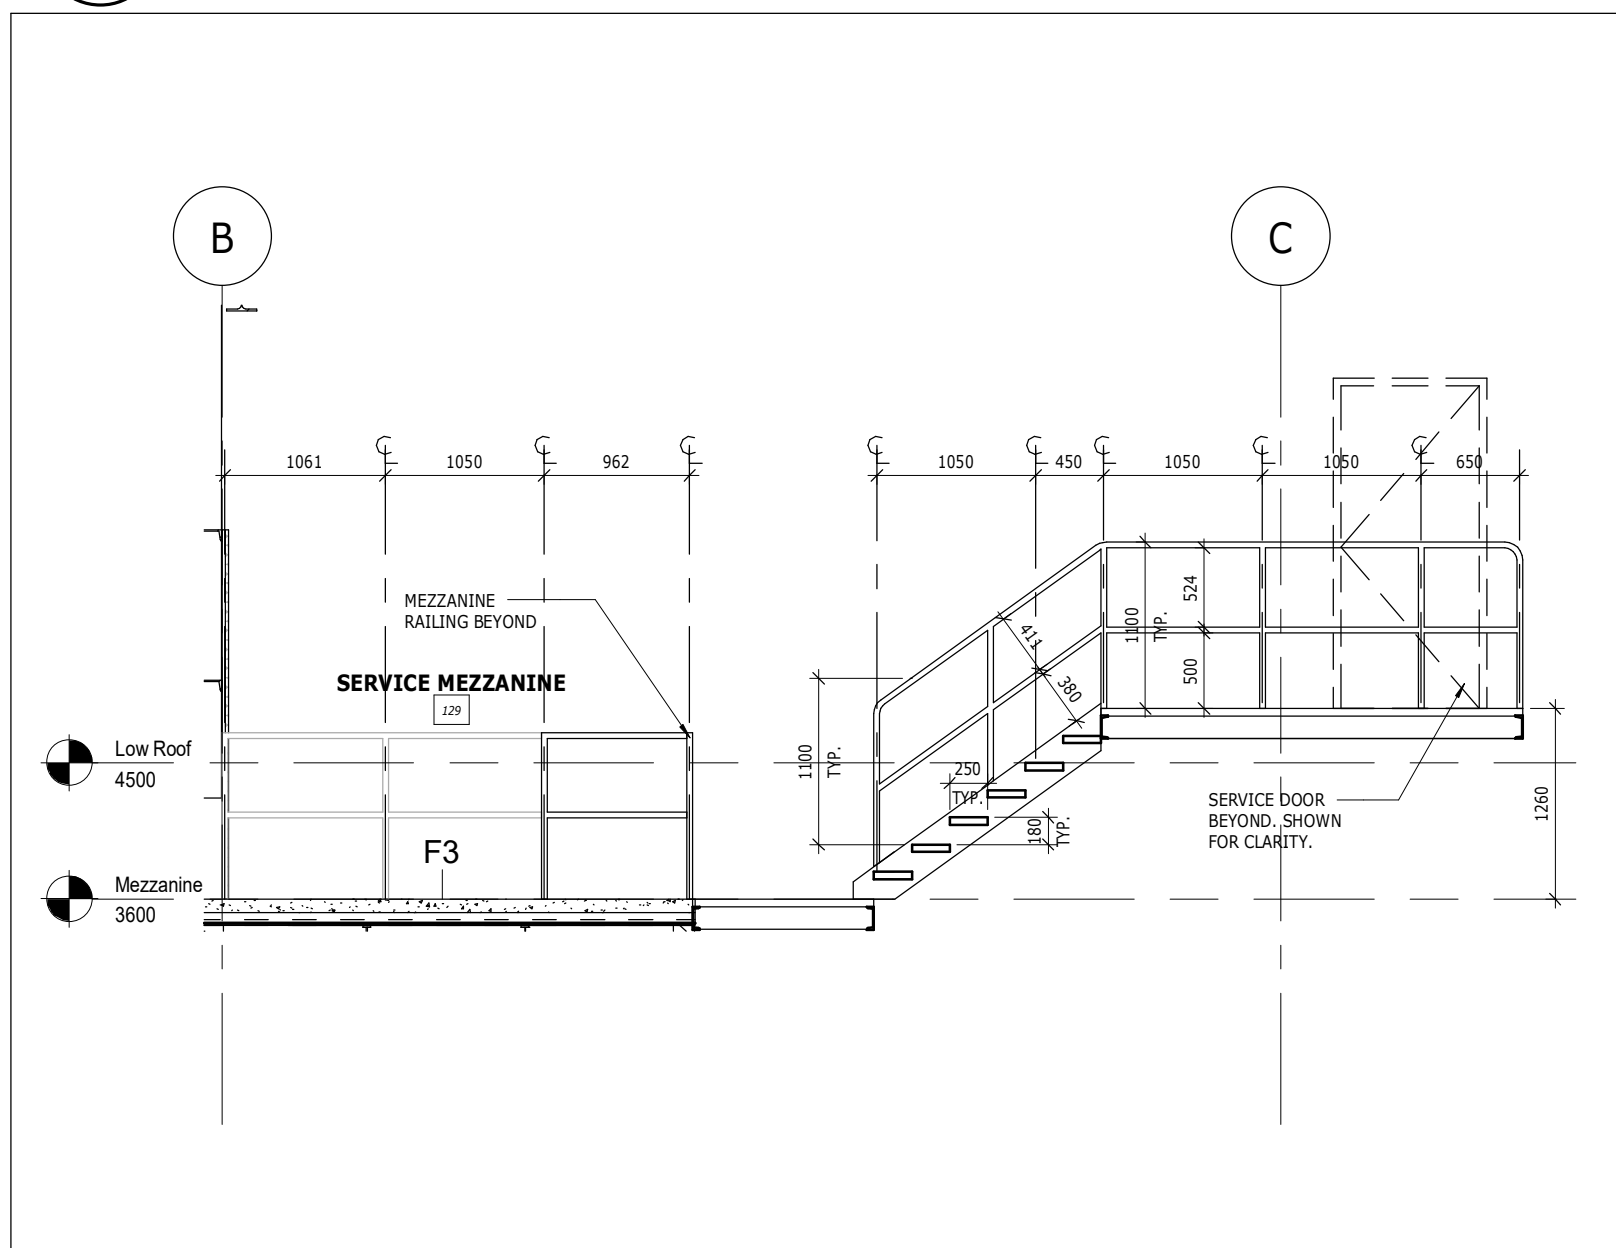 B
C
1061
1050
962
1050
450
1050
1050
650
MEZZANINE
RAILING BEYOND
SERVICE MEZZANINE
129
Low Roof
4500
F3
Mezzanine
3600
1100
TYP.
411
380
250
TYP.
180
TYP.
1100
TYP.
524
500
SERVICE DOOR
BEYOND. SHOWN
FOR CLARITY.
1260